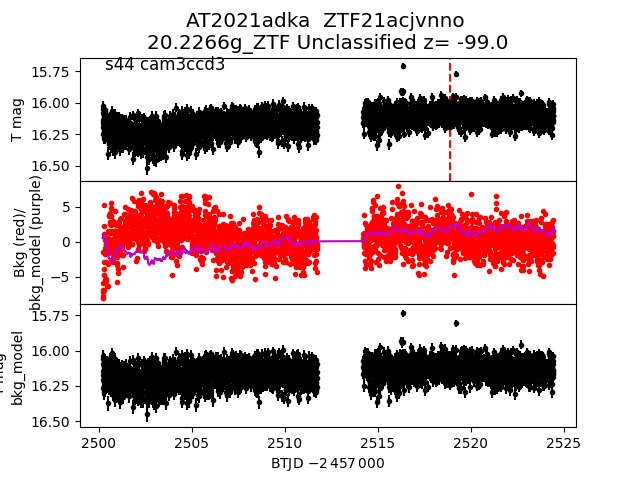 AT2021adka  ZTF21acjvnno
20.2266g_ZTF Unclassified z= -99.0
s44 cam3ccd3
15.75
16.00
16.25
16.50
T mag
5
0
−5
Bkg (red)/
bkg_model (purple)
15.75
16.00
16.25
16.50
bkg_model
2500
2505
2510
2515
2520
2525
BTJD −2 457 000